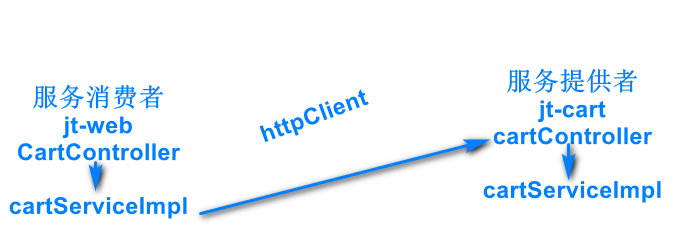 服务消费者
jt-web
CartController
cartServiceImpl
httpClient
服务提供者
jt-cart
cartController
cartServiceImpl